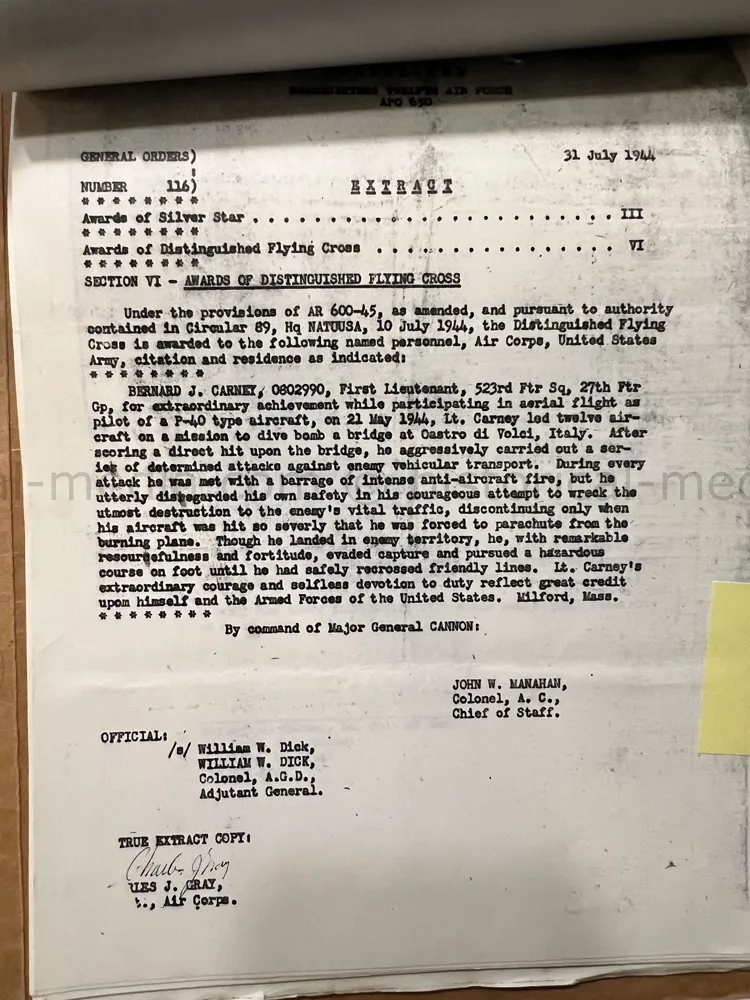 HEADQUARTERS TWELFTH AIR FORCE
APO 650
GENERAL ORDERS)
:
NUMBER 116)
31 July 1944
E X T R A C T
* * * * * * * *
Awards of Silver Star . . . . . . . . . . . . . . . . . . . . . . . . . III
* * * * * * * *
Awards of Distinguished Flying Cross . . . . . . . . . . . . . . . . VI
* * * * * * * *
SECTION VI - AWARDS OF DISTINGUISHED FLYING CROSS
Under the provisions of AR 600-45, as amended, and pursuant to authority
contained in Circular 89, Hq NATOUSA, 10 July 1944, the Distinguished Flying
Cross is awarded to the following named personnel, Air Corps, United States
Army, citation and residence as indicated:
* * * * * * * *
BERNARD J. CARNEY, 0802990, First Lieutenant, 523rd Ftr Sq, 27th Ftr
Gp, for extraordinary achievement while participating in aerial flight as
pilot of a P-40 type aircraft, on 21 May 1944, Lt. Carney led twelve air-
craft on a mission to dive bomb a bridge at Castro di Volci, Italy. After
scoring a direct hit upon the bridge, he aggressively carried out a ser-
ies of determined attacks against enemy vehicular transport. During every
attack he was met with a barrage of intense anti-aircraft fire, but he
utterly disregarded his own safety in his courageous attempt to wreck the
utmost destruction to the enemy's vital traffic, discontinuing only when
his aircraft was hit so severly that he was forced to parachute from the
burning plane. Though he landed in enemy territory, he, with remarkable
resourcefulness and fortitude, evaded capture and pursued a hazardous
course on foot until he had safely recrossed friendly lines. Lt. Carney's
extraordinary courage and selfless devotion to duty reflect great credit
upon himself and the Armed Forces of the United States. Milford, Mass.
* * * * * * * *
By command of Major General CANNON:
JOHN W. MANAHAN,
Colonel, A. C.,
Chief of Staff.
OFFICIAL:
/s/ William W. Dick,
WILLIAM W. DICK,
Colonel, A.G.D.,
Adjutant General.
TRUE EXTRACT COPY:
Charles J Gray
RLES J. GRAY,
., Air Corps.